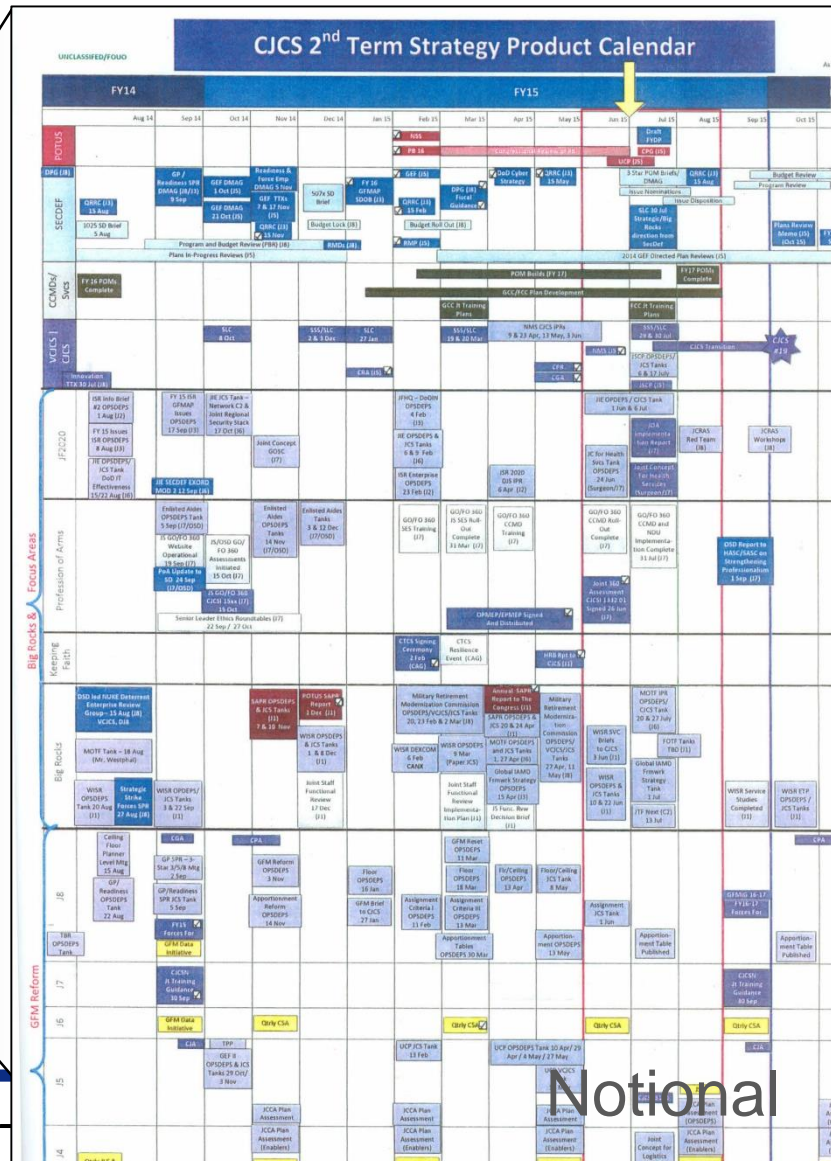 CJCS 2nd Term Strategy Product Calendar
UNCLASSIFED/FOUO
FY14
FY15
Aug 14
Sep 14
Oct 14
Nov 14
Dec 14
Jan 15
Feb 15
Mar 15
Apr 15
May 15
Jun 15
Jul 15
Aug 15
Sep 15
Oct 15
POTUS
NSS
PB 16
Draft
FYDP
CPG (J5)
UCP (J5)
SECDEF
DPG (J8)
QRRC (J3)
15 Aug
1025 SD Brief
5 Aug
GP /
Readiness SPR
DMAG (J8/J3)
9 Sep
GEF DMAG
1 Oct (J5)
GEF DMAG
21 Oct (J5)
Readiness &
Force Emp
DMAG 5 Nov
GEF TTXs
7 & 17 Nov
(J5)
QRRC (J3)
15 Nov
507x SD
Brief
FY 16
GFMAP
SDOB (J3)
Budget Lock (J8)
Program and Budget Review (PBR) (J8)
RMDs (J8)
Plans In-Progress Reviews (J5)
GEF (J5)
QRRC (J3)
15 Feb
Budget Roll Out (J8)
RMP (J5)
DPG (J8)
Fiscal
Guidance
DoD Cyber
Strategy
QRRC (J3)
15 May
3 Star POM Briefs/
DMAG
Issue Nominations
Issue Disposition
SLC 30 Jul
Strategic/Big
Rocks
direction from
SecDef
QRRC (J3)
15 Aug
Budget Review
Program Review
Plans Review
Memo (J5)
(Oct 15)
2014 GEF Directed Plan Reviews (J5)
CCMDs/
Svcs
FY 16 POMs
Complete
POM Builds (FY 17)
FY17 POMs
Complete
GCC/FCC Plan Development
GCC Jt Training
Plans
FCC Jt Training
Plans
VCJCS |
CJCS
SLC
8 Oct
SSS/SLC
2 & 3 Dec
SLC
27 Jan
CRA (J5)
SSS/SLC
19 & 20 Mar
NMS CJCS IPRs
9 & 23 Apr, 13 May, 3 Jun
CPR
CGA
NMS (J5)
SSS/SLC
29 & 30 Jul
CJCS Transition
JSCP OPSDEPS/
JCS Tanks
6 & 17 July
JSCP (J5)
CJCS
#19
Innovation
TTX 30 Jul (J8)
Big Rocks & Focus Areas
JF2020
ISR Info Brief
#2 OPSDEPS
1 Aug (J2)
FY 15 Issues
ISR OPSDEPS
8 Aug (J3)
JIE OPSDEPS/
JCS Tank
DoD IT
Effectiveness
15/22 Aug (J6)
FY 15 ISR
GFMAP
Issues
OPSDEPS
17 Sep (J3)
JIE SECDEF EXORD
MOD 2 12 Sep (J6)
JIE JCS Tank -
Network C2 &
Joint Regional
Security Stack
17 Oct (J6)
Joint Concept
GOSC
(J7)
JFHQ - DoDIN
OPSDEPS
4 Feb
(J3)
JIE OPSDEPS &
JCS Tanks
6 & 9 Feb
(J6)
ISR Enterprise
OPSDEPS
23 Feb (J2)
ISR 2020
DJS IPR
6 Apr (J2)
JIE OPDEPS / CJCS Tank
1 Jun & 6 Jul
JC for Health
Svcs Tank
OPSDEPS
24 Jun
(Surgeon/J7)
Joint Concept
For Health
Services
(Surgeon/J7)
JCRAS
Red Team
(J8)
JCRAS
Workshops
(J8)
Profession of Arms
Enlisted Aides
OPSDEPS Tank
5 Sep (J7/OSD)
JS GO/FO 360
Website
Operational
19 Sep (J7)
PoA Update to
SD 24 Sep
(J7/OSD)
JS/OSD GO/
FO 360
Assessments
Initiated
15 Oct (J7)
JS GO/FO 360
15 Oct
Senior Leader Ethics Roundtables (J7)
22 Sep / 27 Oct
Enlisted
Aides
OPSDEPS
Tanks
14 Nov
(J7/OSD)
Enlisted Aides
Tanks
3 & 12 Dec
(J7/OSD)
GO/FO 360
SES Training
(J7)
GO/FO 360
JS SES Roll-
Out
Complete
31 Mar (J7)
GO/FO 360
CCMD
Training
(J7)
OPMEP/EPMEP Signed
And Distributed
GO/FO 360
CCMD Roll-
Out
Complete
(J7)
Joint 360
Assessment
Signed 26 Jun
(J7)
GO/FO 360
CCMD and
NDU
Implementa-
tion Complete
31 Jul (J7)
DSD Report to
HASC/SASC on
Strengthening
Professionalism
1 Sep (J7)
Keeping
Faith
CTCS Signing
Ceremony
2 Feb
(CAG)
CTCS
Resilience
Event (CAG)
HRB Rpt to
CJCS (J1)
Big Rocks
DSD led NUKE Deterrent
Enterprise Review
Group - 15 Aug (J8)
VCJCS, DJ8
MOTF Tank - 18 Aug
(Mr. Westphal)
WISR
OPSDEPS
Tank 20 Aug
(J1)
Strategic
Strike
Forces SPR
27 Aug (J8)
WISR OPDEPS/
JCS Tanks
3 & 22 Sep
(J1)
SAPR OPSDEPS
& JCS Tanks
(J1)
POTUS SAPR
Report
1 Dec (J1)
WISR OPSDEPS
& JCS Tanks
1 & 8 Dec
(J1)
Joint Staff
Functional
Review
17 Dec
(J1)
Military Retirement
Modernization Commission
OPSDEPS/VCJCS/JCS Tanks
20, 23 Feb & 2 Mar (J8)
WISR DEXCOM
6 Feb
CANX
WISR OPSDEPS
9 Mar
(Paper JCS)
Joint Staff
Functional
Review
Implementa-
tion Plan (J1)
Annual SAPR
Report to The
Congress (J1)
SAPR OPSDEPS &
JCS 20 & 24 Apr
(J1)
MOTF OPSDEPS
and JCS Tanks
1, 27 Apr (J6)
Global IAMD
Frmwrk Strategy
OPSDEPS
15 Apr (J3)
JS Func. Rev
Decision Brief
(J1)
Military
Retirement
Moderniza-
tion
Commission
OPSDEPS/
VCJCS/JCS
Tanks
27 Apr, 11
May (J8)
WISR SVC
Briefs
to CJCS
3 Jun (J1)
WISR
OPSDEPS
& JCS Tanks
10 & 22 Jun
(J1)
MOTF IPR
OPSDEPS/
CJCS Tank
20 & 27 July
(J6)
FOTF Tanks
TBD (J1)
Global IAMD
Frmwrk
Strategy
Tank
1 Jul
JTF Next (C2)
13 Jul
WISR Service
Studies
Completed
(J1)
WISR ETP
OPSDEPS /
JCS Tanks
(J1)
GFM Reform
J8
Ceiling
Floor
Planner
Level Mtg
15 Aug
GP/
Readiness
OPSDEPS
Tank
22 Aug
TBR
OPSDEPS
Tank
CGA
GP SPR - 3-
Star 3/5/8 Mtg
2 Sep
GP/Readiness
SPR JCS Tank
5 Sep
FY15
Forces For
GFM Data
Initiative
CPA
GFM Reform
OPSDEPS
3 Nov
Apportionment
Reform
OPSDEPS
14 Nov
Floor
OPSDEPS
16 Jan
GFM Brief
to CJCS
27 Jan
Assignment
Criteria I
OPSDEPS
11 Feb
GFM Reset
OPSDEPS
11 Mar
Floor
OPSDEPS
18 Mar
Assignment
Criteria III
OPSDEPS
13 Mar
Apportionment
Tables
OPSDEPS 30 Mar
Flr/Ceiling
OPSDEPS
13 Apr
Floor/Ceiling
JCS Tank
8 May
Apportion-
ment OPSDEPS
13 May
Assignment
JCS Tank
1 Jun
Apportion-
ment Table
Published
GFMIG 16-17
FY16-17
Forces For
Apportion-
ment Table
Published
CPA
J7
CJCSN
Jt Training
Guidance
30 Sep
CJCSN
Jt Training
Guidance
30 Sep
J6
GFM Data
Initiative
Qtrly CSA
Qtrly CSA
Qtrly CSA
Qtrly CSA
J5
CJA
TPP
GEF II
OPSDEPS & JCS
Tanks 29 Oct/
3 Nov
JCCA Plan
Assessment
UCP JCS Tank
13 Feb
JCCA Plan
Assessment
UCP OPSDEPS Tank 10 Apr/ 29
Apr / 4 May / 27 May
JCCA Plan
Assessment
JCCA Plan
Assessment
(OPSDEPS)
CJA
J4
JCCA Plan
Assessment
(Enablers)
JCCA Plan
Assessment
(Enablers)
JCCA Plan
Assessment
(Enablers)
Joint
Concept for
Logistics
JCCA Plan
Assessment
(Enablers)
Notional